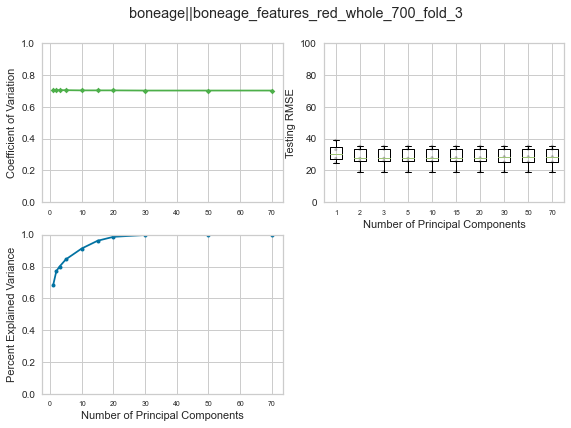 boneage||boneage_features_red_whole_700_fold_3
Coefficient of Variation
1.0
0.8
0.6
0.4
0.2
0.0
0 10 20 30 40 50 60 70
Testing RMSE
100
80
60
40
20
0
1 2 3 5 10 15 20 30 50 70
Number of Principal Components
Percent Explained Variance
1.0
0.8
0.6
0.4
0.2
0.0
0 10 20 30 40 50 60 70
Number of Principal Components